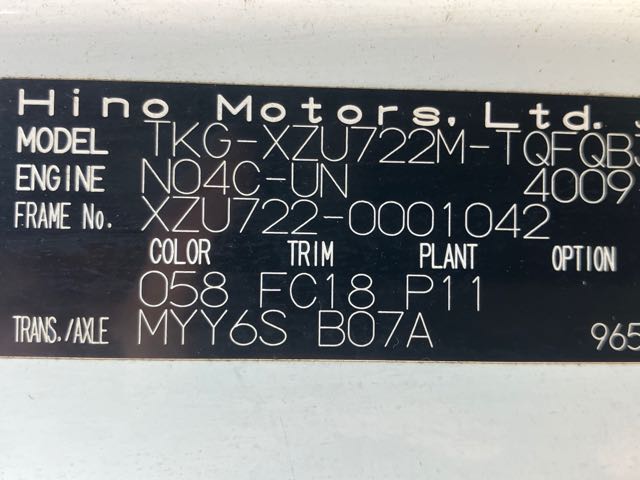 Hino Motors, Ltd. J
MODEL TKG-XZU722M-TQFQB3
ENGINE N04C-UN 4009
FRAME No. XZU722-0001042
COLOR TRIM PLANT OPTION
058 FC18 P11
TRANS./AXLE MYY6S B07A 965